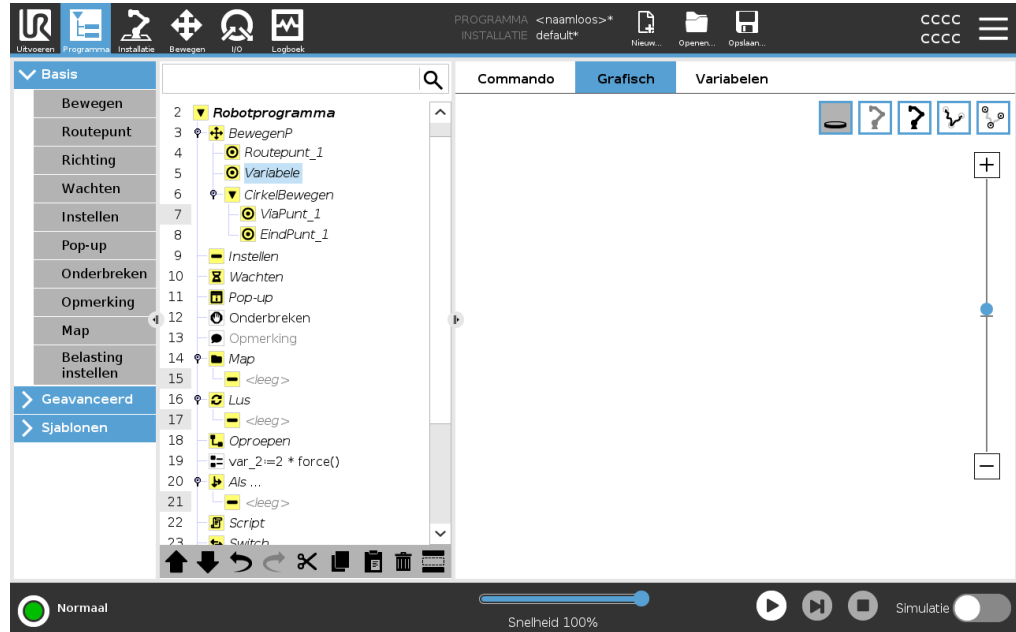 PROGRAMMA <naamloos>*
INSTALLATIE default*
CCCC
CCCC
Uitvoeren Programma Installatie Bewegen I/O Logboek
Nieuw... Openen... Opslaan...
Basis
Bewegen
Routepunt
Richting
Wachten
Instellen
Pop-up
Onderbreken
Opmerking
Map
Belasting
instellen
Geavanceerd
Sjablonen
2 Robotprogramma
3 BewegenP
4 Routepunt_1
5 Variabele
6 CirkelBewegen
7 ViaPunt_1
8 EindPunt_1
9 Instellen
10 Wachten
11 Pop-up
12 Onderbreken
13 Opmerking
14 Map
15 <leeg>
16 Lus
17 <leeg>
18 Oproepen
19 var_2:=2 * force()
20 Als ...
21 <leeg>
22 Script
23 Switch
Commando Grafisch Variabelen
Normaal
Snelheid 100%
Simulatie